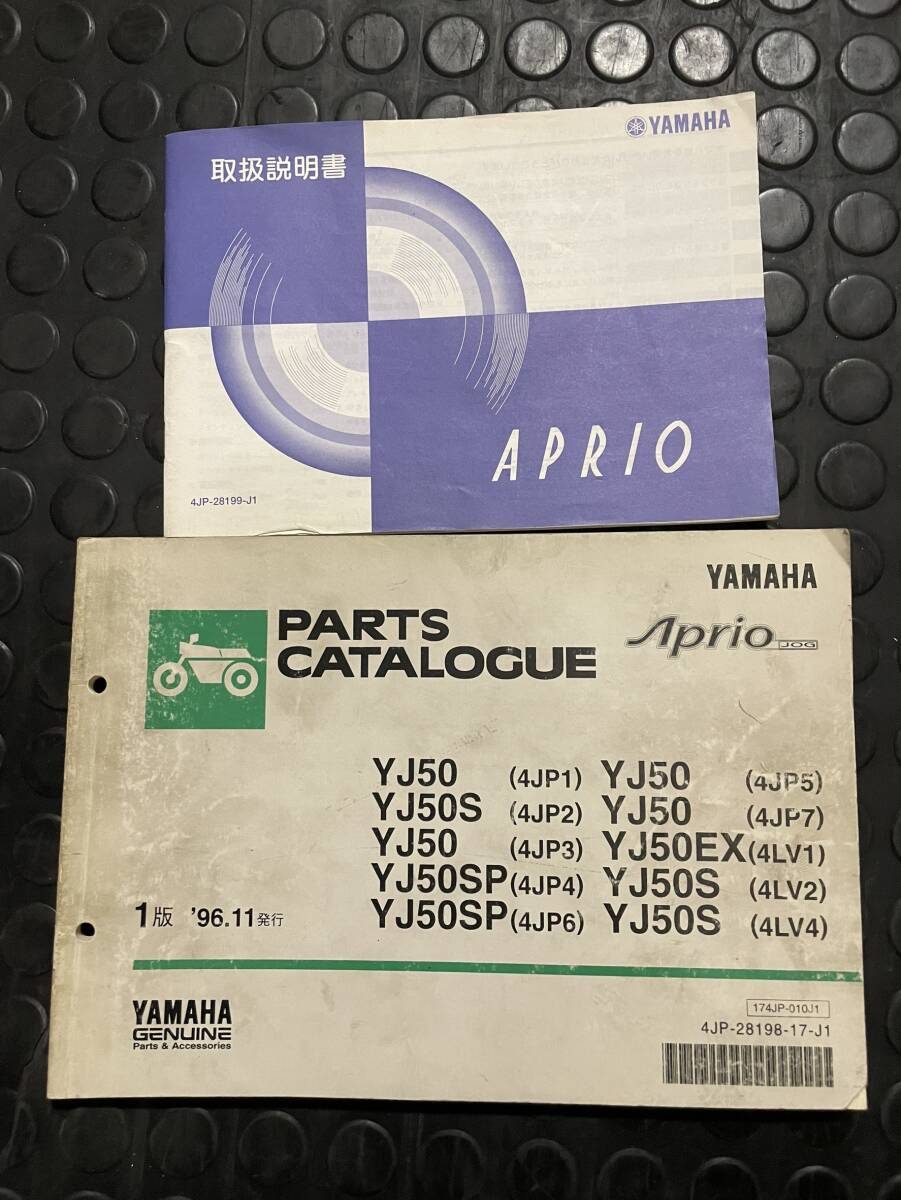 YAMAHA
取扱説明書
APRIO
4JP-28199-J1
YAMAHA
PARTS
CATALOGUE
Aprio JOG
YJ50 (4JP1) YJ50 (4JP5)
YJ50S (4JP2) YJ50 (4JP7)
YJ50 (4JP3) YJ50EX (4LV1)
YJ50SP (4JP4) YJ50S (4LV2)
YJ50SP (4JP6) YJ50S (4LV4)
1版 '96.11発行
YAMAHA
GENUINE
Parts & Accessories
174JP-010J1
4JP-28198-17-J1